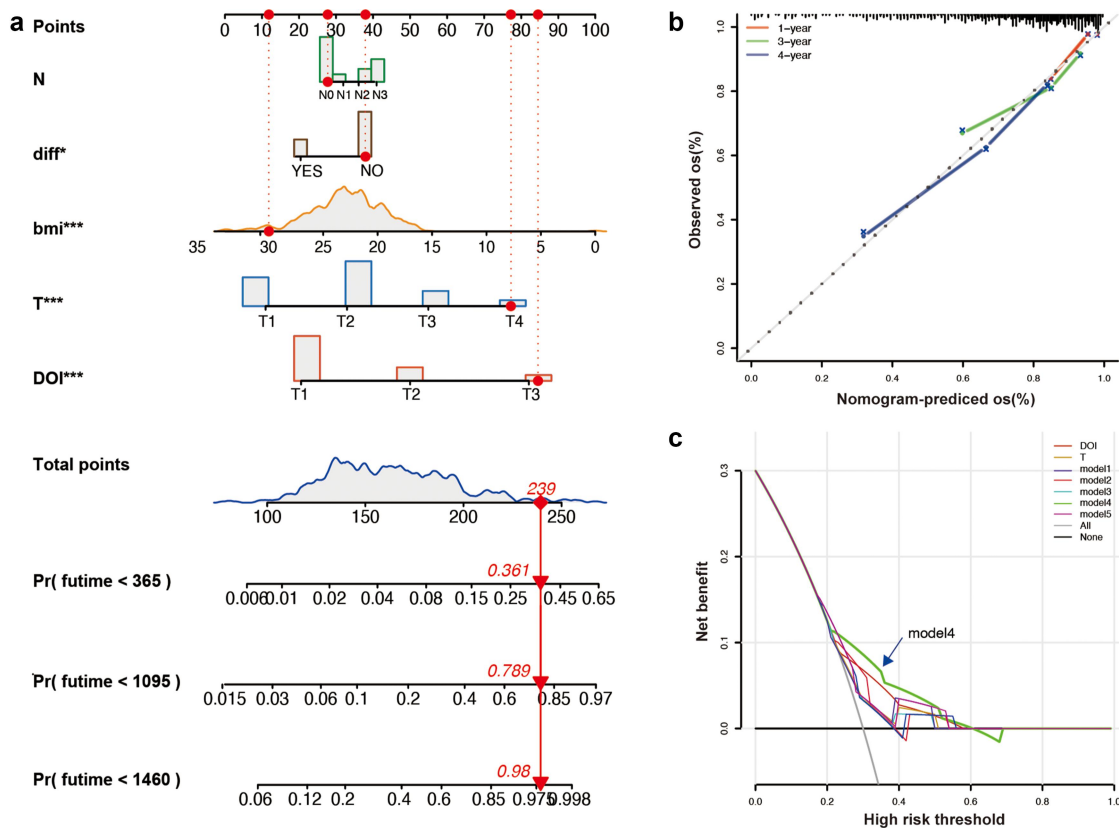 a
Points
0 10 20 30 40 50 60 70 80 90 100
N
N0 N1 N2 N3
diff*
YES NO
bmi***
35 30 25 20 15 10 5 0
T***
T1 T2 T3 T4
DOI***
T1 T2 T3
Total points
239
100 150 200 250
Pr( futime < 365 )
0.361
0.006 0.01 0.02 0.04 0.08 0.15 0.25 0.45 0.65
Pr( futime < 1095 )
0.789
0.015 0.03 0.06 0.1 0.2 0.4 0.6 0.85 0.97
Pr( futime < 1460 )
0.98
0.06 0.12 0.2 0.4 0.6 0.85 0.975 0.998
b
1-year
3-year
4-year
Observed os(%)
1.0
0.8
0.6
0.4
0.2
0.0
0.0 0.2 0.4 0.6 0.8 1.0
Nomogram-prediced os(%)
c
DOI
T
model1
model2
model3
model4
model5
All
None
model4
Net benefit
0.3
0.2
0.1
0.0
0.0 0.2 0.4 0.6 0.8 1.0
High risk threshold